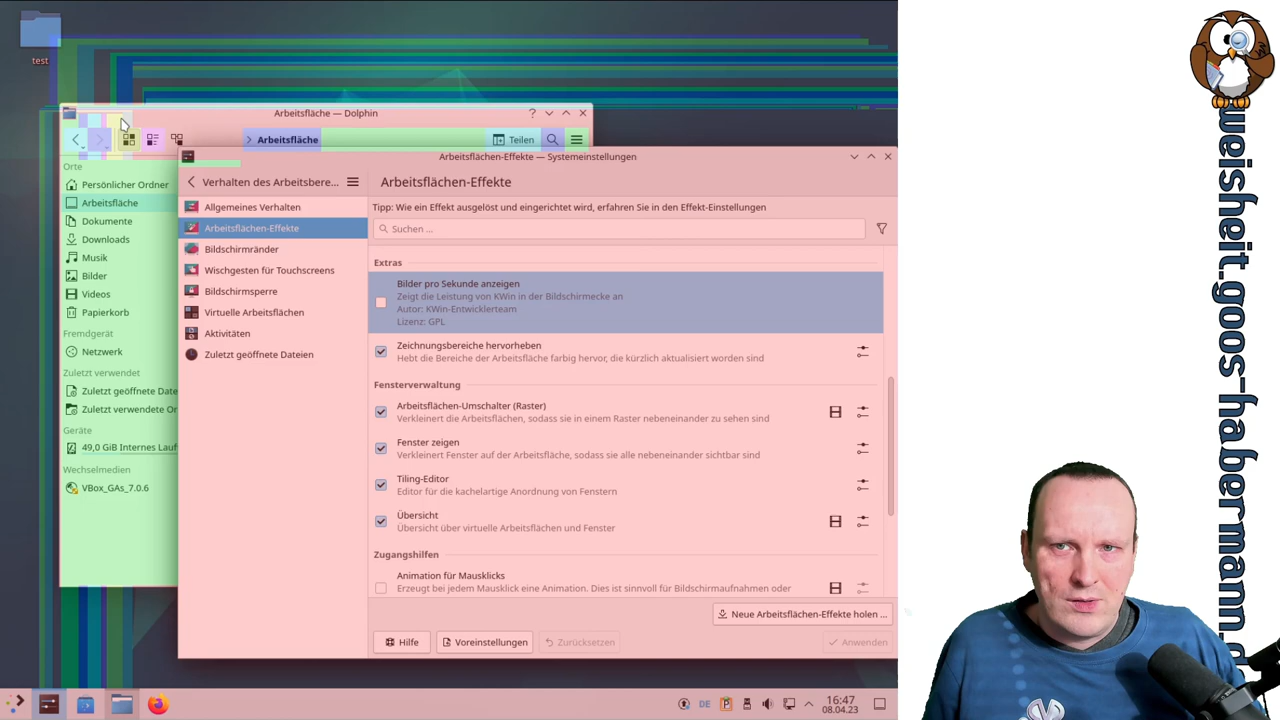 test
Arbeitsfläche — Dolphin
Arbeitsfläche
Teilen
Orte
Persönlicher Ordner
Arbeitsfläche
Dokumente
Downloads
Musik
Bilder
Videos
Papierkorb
Fremdgerät
Netzwerk
Zuletzt verwendet
Zuletzt geöffnete Date
Zuletzt verwendete Or
Geräte
49,0 GiB Internes Lauf
Wechselmedien
VBox_GAs_7.0.6
Arbeitsflächen-Effekte — Systemeinstellungen
Verhalten des Arbeitsbere...
Arbeitsflächen-Effekte
Allgemeines Verhalten
Arbeitsflächen-Effekte
Bildschirmränder
Wischgesten für Touchscreens
Bildschirmsperre
Virtuelle Arbeitsflächen
Aktivitäten
Zuletzt geöffnete Dateien
Tipp: Wie ein Effekt ausgelöst und eingerichtet wird, erfahren Sie in den Effekt-Einstellungen
Suchen ...
Extras
Bilder pro Sekunde anzeigen
Zeigt die Leistung von KWin in der Bildschirmecke an
Autor: KWin-Entwicklerteam
Lizenz: GPL
Zeichnungsbereiche hervorheben
Hebt die Bereiche der Arbeitsfläche farbig hervor, die kürzlich aktualisiert worden sind
Fensterverwaltung
Arbeitsflächen-Umschalter (Raster)
Verkleinert die Arbeitsflächen, sodass sie in einem Raster nebeneinander zu sehen sind
Fenster zeigen
Verkleinert Fenster auf der Arbeitsfläche, sodass sie alle nebeneinander sichtbar sind
Tiling-Editor
Editor für die kachelartige Anordnung von Fenstern
Übersicht
Übersicht über virtuelle Arbeitsflächen und Fenster
Zugangshilfen
Animation für Mausklicks
Erzeugt bei jedem Mausklick eine Animation. Dies ist sinnvoll für Bildschirmaufnahmen oder
Neue Arbeitsflächen-Effekte holen ...
Hilfe
Voreinstellungen
Zurücksetzen
Anwenden
DE
16:47
08.04.23
weisheit.goos-habermann.d